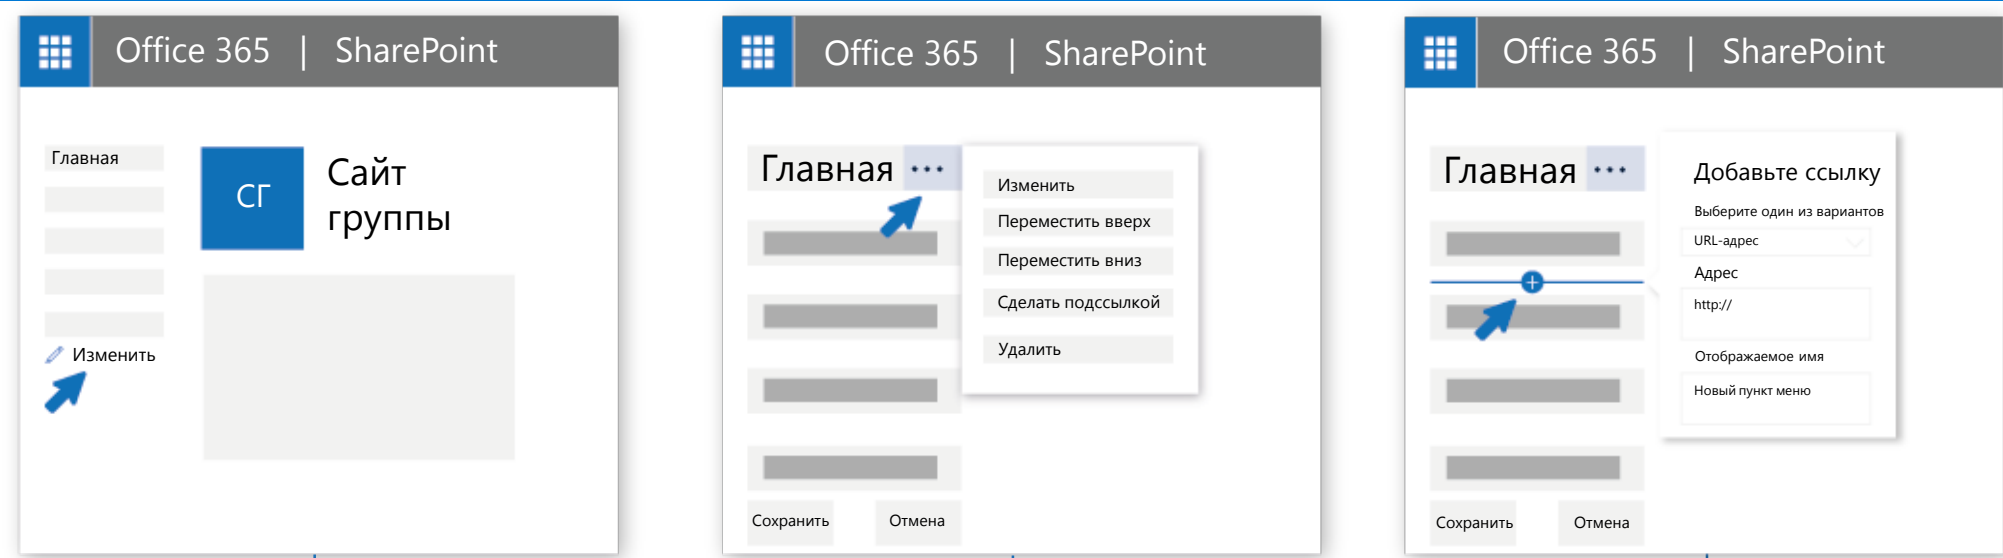 Office 365 | SharePoint
Главная
СГ
Сайт
группы
Изменить
Office 365 | SharePoint
Главная ...
Изменить
Переместить вверх
Переместить вниз
Сделать подссылкой
Удалить
Сохранить
Отмена
Office 365 | SharePoint
Главная ...
Добавьте ссылку
Выберите один из вариантов
URL-адрес
Адрес
http://
Отображаемое имя
Новый пункт меню
Сохранить
Отмена